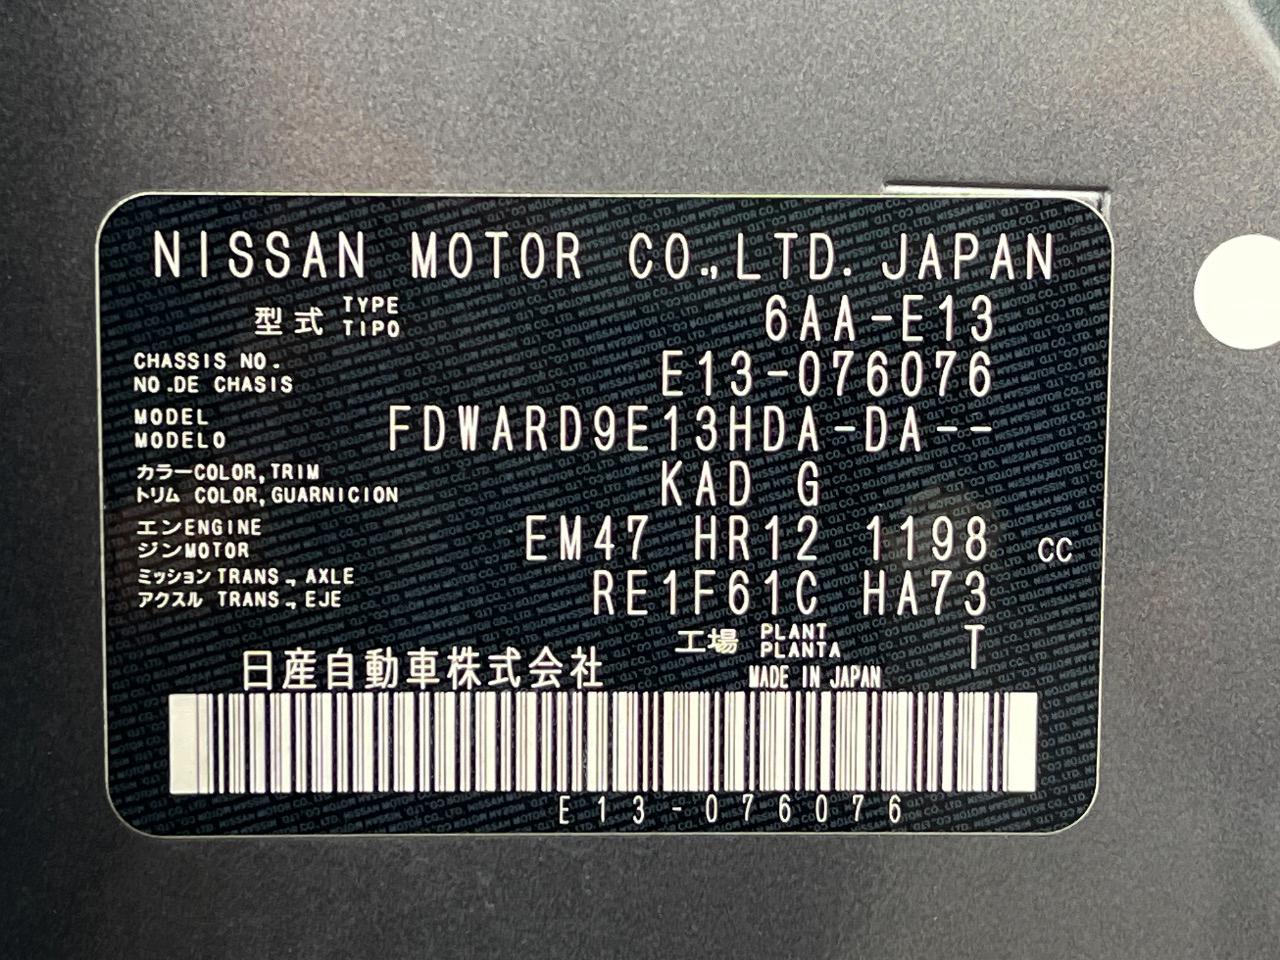 NISSAN MOTOR CO.,LTD. JAPAN
型式 TYPE TIPO 6AA-E13
CHASSIS NO.
NO.DE CHASIS E13-076076
MODEL
MODELO FDWARD9E13HDA-DA--
カラーCOLOR,TRIM
トリム COLOR,GUARNICION KAD G
エンENGINE
ジンMOTOR EM47 HR12 1198 CC
ミッション TRANS., AXLE
アクスル TRANS., EJE RE1F61C HA73
工場 PLANT PLANTA T
日産自動車株式会社 MADE IN JAPAN
E13-076076